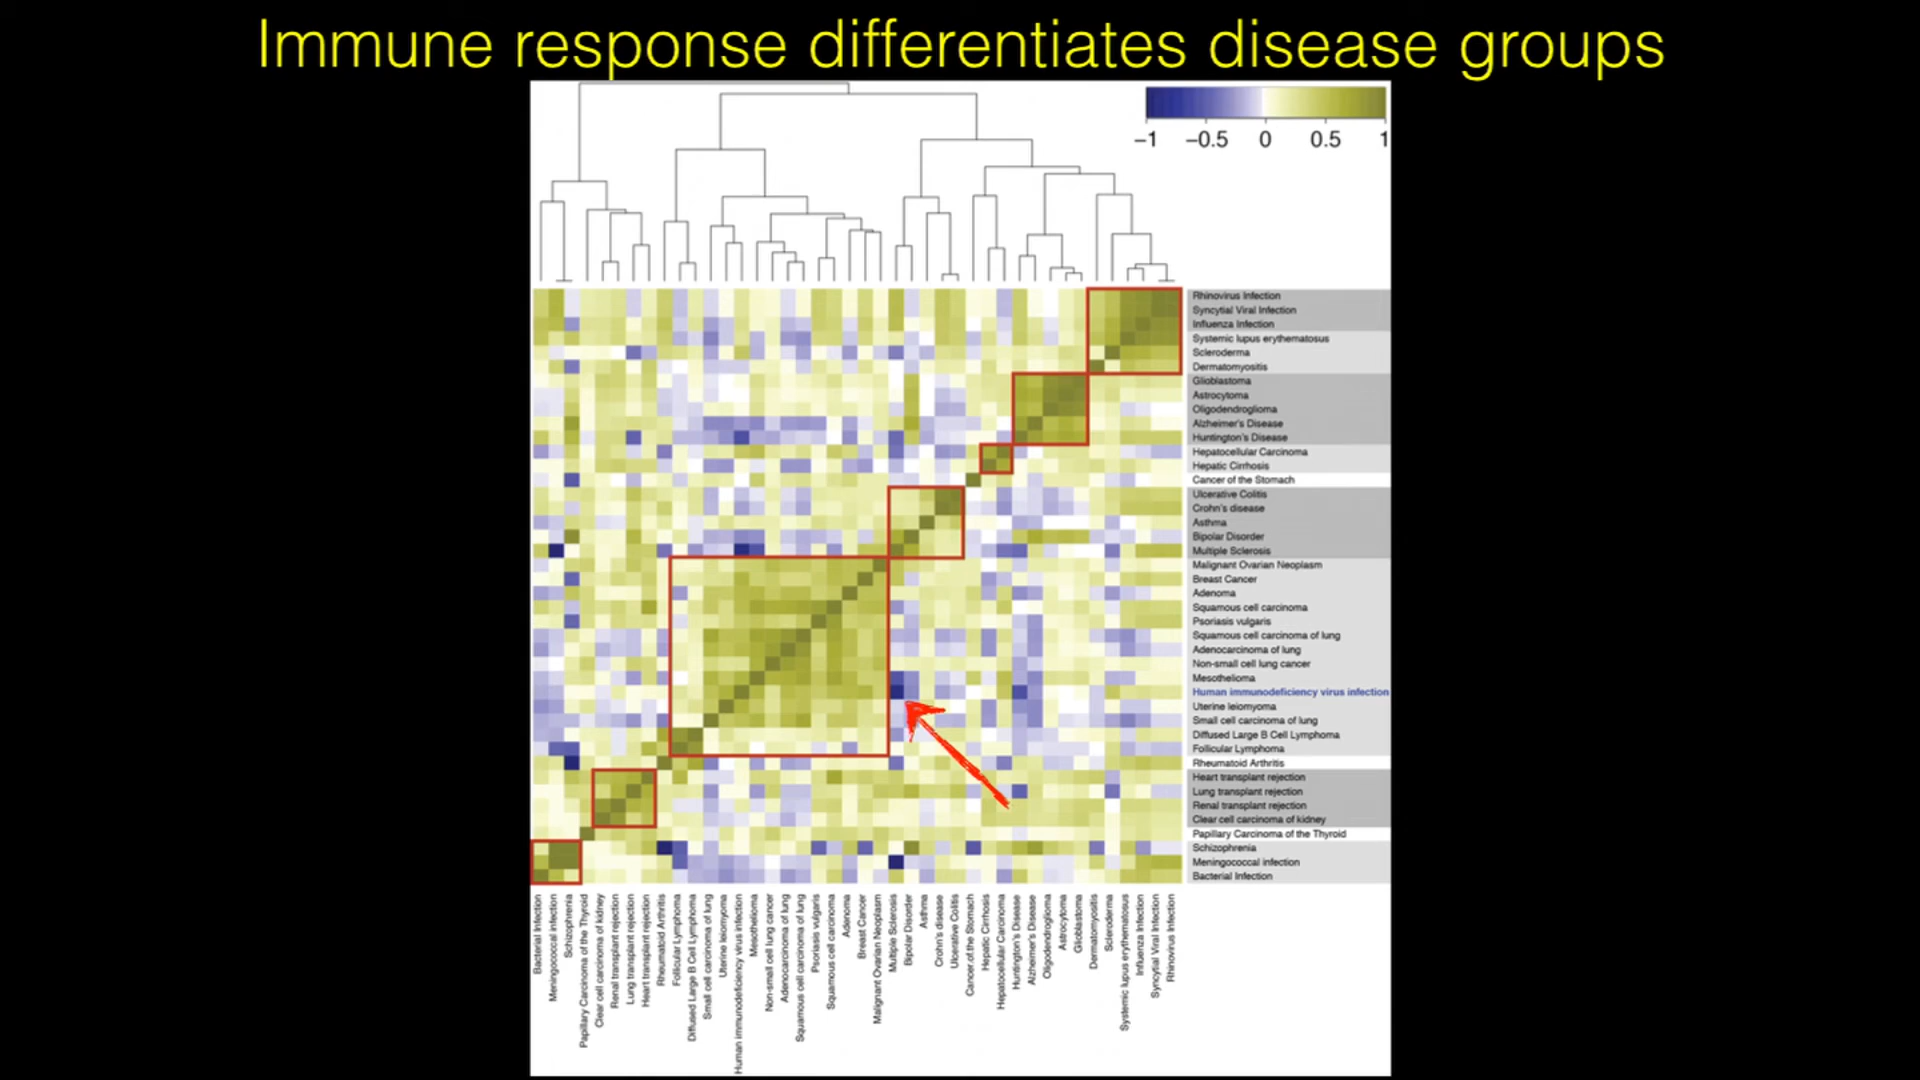 Immune response differentiates disease groups
−1 −0.5 0 0.5 1
Rhinovirus Infection
Syncytial Viral Infection
Influenza Infection
Systemic lupus erythematosus
Scleroderma
Dermatomyositis
Glioblastoma
Astrocytoma
Oligodendroglioma
Alzheimer's Disease
Huntington's Disease
Hepatocellular Carcinoma
Hepatic Cirrhosis
Cancer of the Stomach
Ulcerative Colitis
Crohn's disease
Asthma
Bipolar Disorder
Multiple Sclerosis
Malignant Ovarian Neoplasm
Breast Cancer
Adenoma
Squamous cell carcinoma
Psoriasis vulgaris
Squamous cell carcinoma of lung
Adenocarcinoma of lung
Non-small cell lung cancer
Mesothelioma
Human immunodeficiency virus infection
Uterine leiomyoma
Small cell carcinoma of lung
Diffused Large B Cell Lymphoma
Follicular Lymphoma
Rheumatoid Arthritis
Heart transplant rejection
Lung transplant rejection
Renal transplant rejection
Clear cell carcinoma of kidney
Papillary Carcinoma of the Thyroid
Schizophrenia
Meningococcal infection
Bacterial Infection
Bacterial Infection
Meningococcal infection
Schizophrenia
Papillary Carcinoma of the Thyroid
Clear cell carcinoma of kidney
Renal transplant rejection
Lung transplant rejection
Heart transplant rejection
Rheumatoid Arthritis
Follicular Lymphoma
Diffused Large B Cell Lymphoma
Small cell carcinoma of lung
Uterine leiomyoma
Human immunodeficiency virus infection
Mesothelioma
Non-small cell lung cancer
Adenocarcinoma of lung
Squamous cell carcinoma of lung
Psoriasis vulgaris
Squamous cell carcinoma
Adenoma
Breast Cancer
Malignant Ovarian Neoplasm
Multiple Sclerosis
Bipolar Disorder
Asthma
Crohn's disease
Ulcerative Colitis
Cancer of the Stomach
Hepatic Cirrhosis
Hepatocellular Carcinoma
Huntington's Disease
Alzheimer's Disease
Oligodendroglioma
Astrocytoma
Glioblastoma
Dermatomyositis
Scleroderma
Systemic lupus erythematosus
Influenza Infection
Syncytial Viral Infection
Rhinovirus Infection